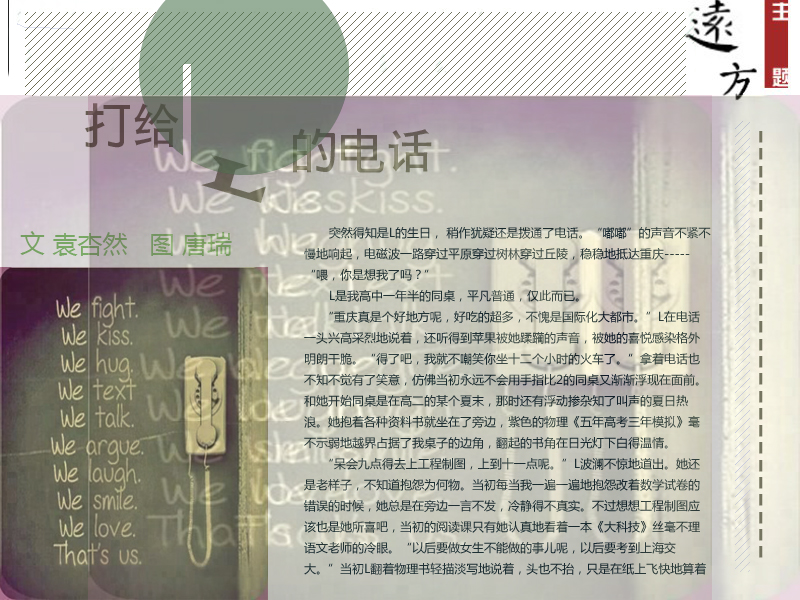 遠方
主题
打给L的电话
文 袁杏然 图 唐瑞
We fight.
We kiss.
We hug.
We text
We talk.
We argue.
We laugh.
We smile.
We love.
That's us.
突然得知是L的生日， 稍作犹疑还是拨通了电话。“嘟嘟”的声音不紧不
慢地响起，电磁波一路穿过平原穿过树林穿过丘陵，稳稳地抵达重庆-----
“喂，你是想我了吗？”
L是我高中一年半的同桌，平凡普通，仅此而已。
“重庆真是个好地方呢，好吃的超多，不愧是国际化大都市。”L在电话
一头兴高采烈地说着，还听得到苹果被她蹂躏的声音，被她的喜悦感染格外
明朗干脆。“得了吧，我就不嘲笑你坐十二个小时的火车了。”拿着电话也
不知不觉有了笑意，仿佛当初永远不会用手指比2的同桌又渐渐浮现在面前。
和她开始同桌是在高二的某个夏末，那时还有浮动掺杂知了叫声的夏日热
浪。她抱着各种资料书就坐在了旁边，紫色的物理《五年高考三年模拟》毫
不示弱地越界占据了我桌子的边角，翻起的书角在日光灯下白得温情。
“呆会九点得去上工程制图，上到十一点呢。”L波澜不惊地道出。她还
是老样子，不知道抱怨为何物。当初每当我一遍一遍地抱怨改着数学试卷的
错误的时候，她总是在旁边一言不发，冷静得不真实。不过想想工程制图应
该也是她听喜吧，当初的阅读课只有她认真地看着一本《大科技》丝毫不理
语文老师的冷眼。“以后要做女生不能做的事儿呢，以后要考到上海交
大。”当初L翻着物理书轻描淡写地说着，头也不抬，只是在纸上飞快地算着